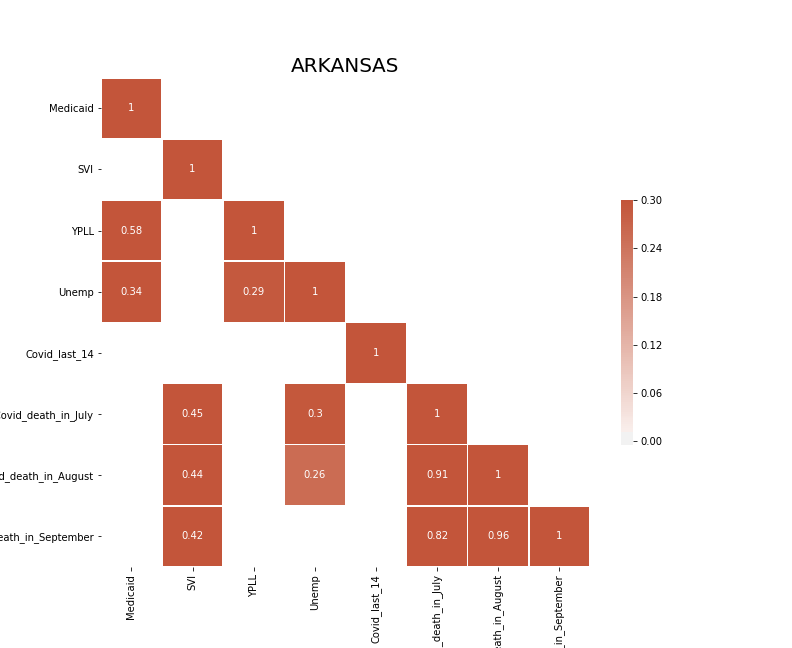 ARKANSAS
Medicaid
1
SVI
1
YPLL
0.58
1
Unemp
0.34
0.29
1
Covid_last_14
1
ovid_death_in_July
0.45
0.3
1
d_death_in_August
0.44
0.26
0.91
1
eath_in_September
0.42
0.82
0.96
1
Medicaid
SVI
YPLL
Unemp
Covid_last_14
_death_in_July
eath_in_August
_in_September
0.30
0.24
0.18
0.12
0.06
0.00